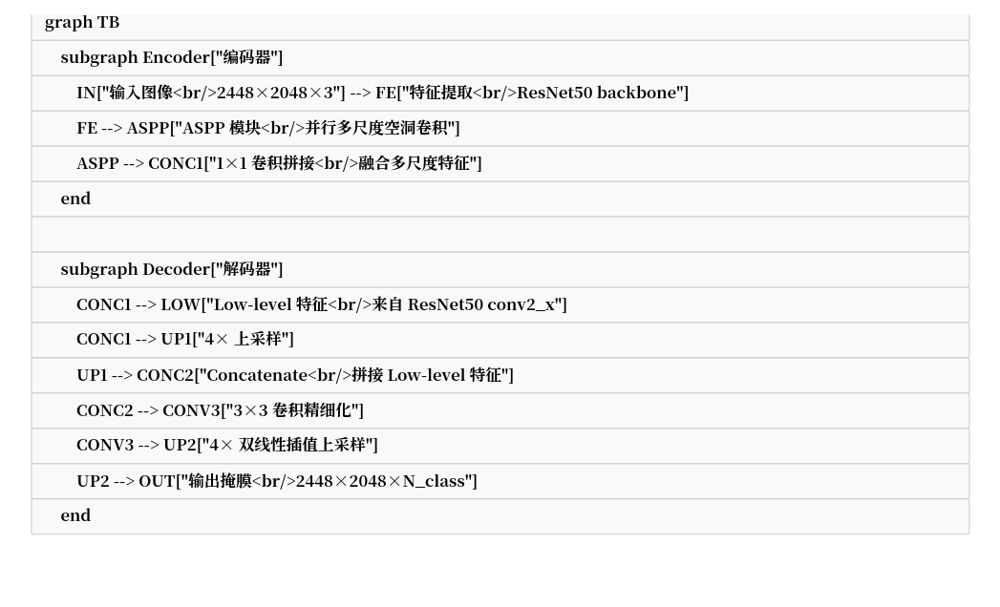 graph TB
subgraph Encoder["编码器"]
IN["输入图像<br/>2448×2048×3"] --> FE["特征提取<br/>ResNet50 backbone"]
FE --> ASPP["ASPP 模块<br/>并行多尺度空洞卷积"]
ASPP --> CONC1["1×1 卷积拼接<br/>融合多尺度特征"]
end
subgraph Decoder["解码器"]
CONC1 --> LOW["Low-level 特征<br/>来自 ResNet50 conv2_x"]
CONC1 --> UP1["4× 上采样"]
UP1 --> CONC2["Concatenate<br/>拼接 Low-level 特征"]
CONC2 --> CONV3["3×3 卷积精细化"]
CONV3 --> UP2["4× 双线性插值上采样"]
UP2 --> OUT["输出掩膜<br/>2448×2048×N_class"]
end